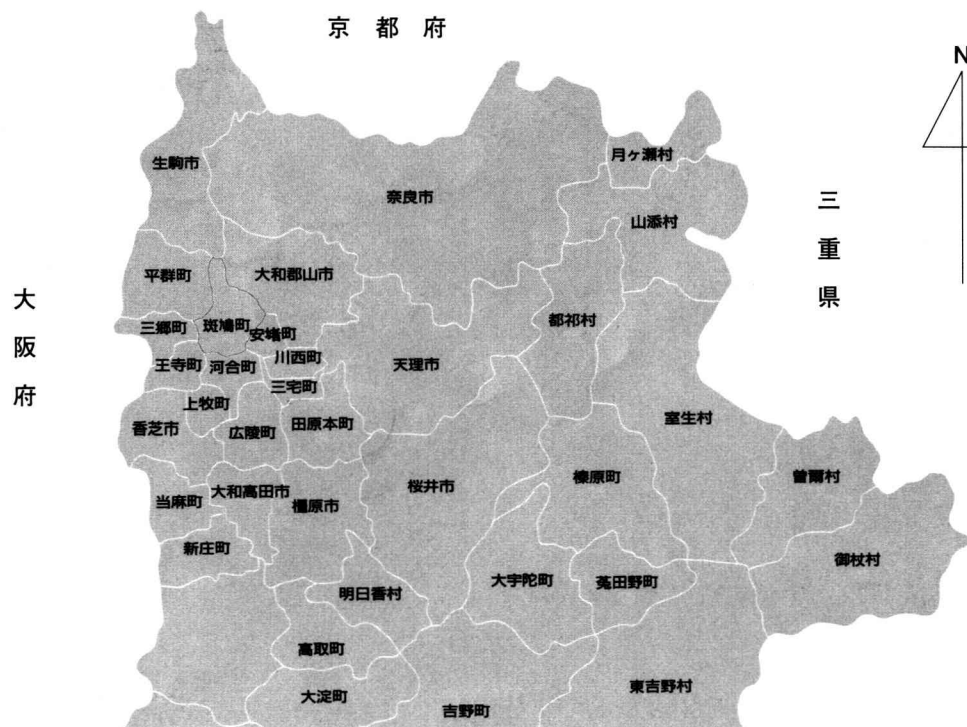 京都府
N
月ヶ瀬村
生駒市
奈良市
山添村
三重県
平群町
大和郡山市
大阪府
三郷町
斑鳩町
安堵町
都祁村
王寺町
河合町
川西町
天理市
三宅町
上牧町
香芝市
広陵町
田原本町
室生村
当麻町
大和高田市
橿原市
桜井市
榛原町
曽爾村
新庄町
御杖村
明日香村
大宇陀町
菟田野町
高取町
大淀町
吉野町
東吉野村